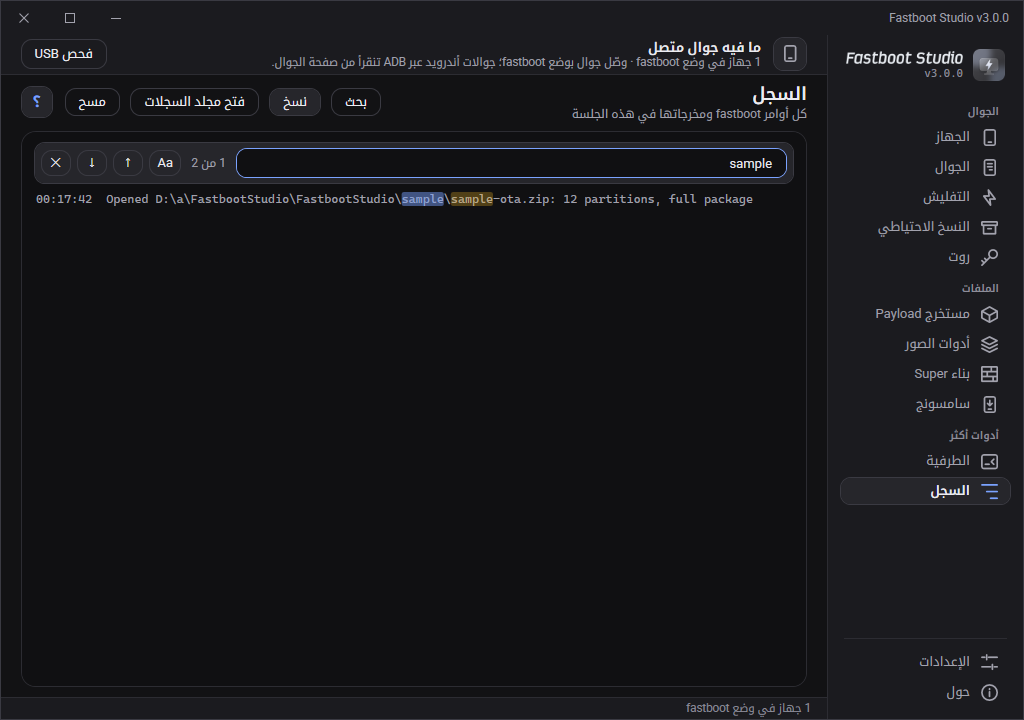 Fastboot Studio v3.0.0
Fastboot Studio
v3.0.0
الجوال
الجهاز
الجوال
التفليش
النسخ الاحتياطي
روت
الملفات
مستخرج Payload
أدوات الصور
بناء Super
سامسونج
أدوات أكثر
الطرفية
السجل
الإعدادات
حول
ما فيه جوال متصل
1 جهاز في وضع fastboot · وصّل جوال بوضع fastboot؛ جوالات أندرويد عبر ADB تنقرأ من صفحة الجوال.
فحص USB
السجل
كل أوامر fastboot ومخرجاتها في هذه الجلسة
بحث
نسخ
فتح مجلد السجلات
مسح
؟
sample
1 من 2
Aa
↑
↓
00:17:42 Opened D:\a\FastbootStudio\FastbootStudio\sample\sample-ota.zip: 12 partitions, full package
1 جهاز في وضع fastboot